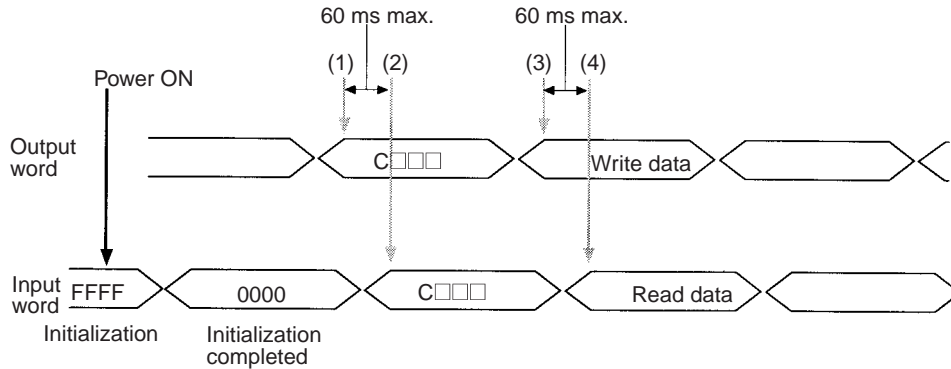 60 ms max. 60 ms max.
(1) (2) (3) (4)
Power ON
Output
word
C□□□ Write data
Input
word
FFFF 0000 C□□□ Read data
Initialization Initialization
completed